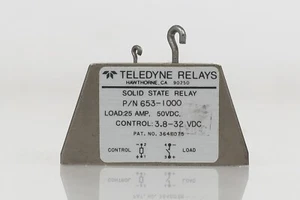 TELEDYNE RELAYS
HAWTHORNE, CA 90250
SOLID STATE RELAY
P/N 653-1000
LOAD:25 AMP, 50VDC.
CONTROL: 3.8-32 VDC
PAT. NO. 3648075
CONTROL LOAD